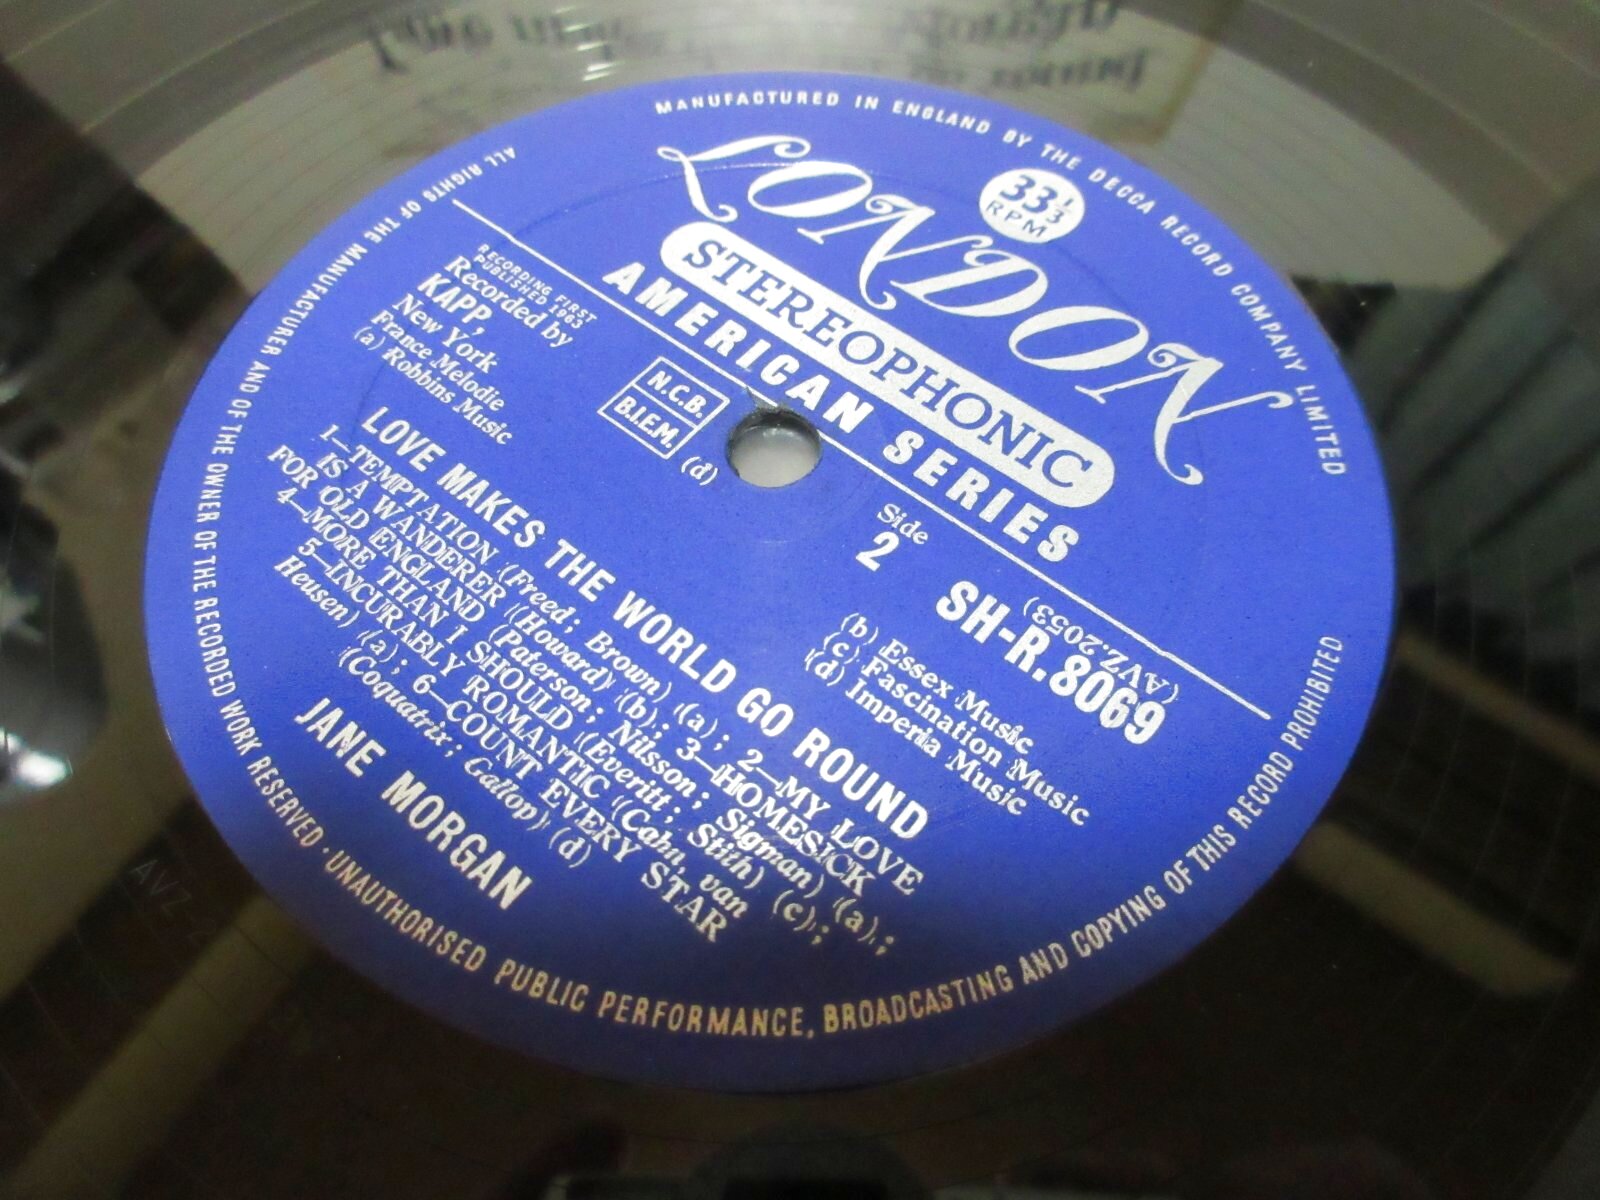 MANUFACTURED IN ENGLAND BY THE DECCA RECORD COMPANY LIMITED
LONDON
33⅓
RPM
STEREOPHONIC
AMERICAN SERIES
RECORDING FIRST
PUBLISHED 1963
Recorded by
KAPP,
New York
France Melodie
(a) Robbins Music
N.C.B.
B.I.E.M.
(d)
Side
2
(AVZ.2053)
SH-R.8069
(b) Essex Music
(c) Fascination Music
(d) Imperia Music
LOVE MAKES THE WORLD GO ROUND
1—TEMPTATION (Freed; Brown) (a); 2—MY LOVE
IS A WANDERER (Howard) (b); 3—HOMESICK
FOR OLD ENGLAND (Paterson; Nilsson; Sigman) (a);
4—MORE THAN I SHOULD (Everitt; Stith) (c);
5—INCURABLY ROMANTIC (Cahn, van
Heusen) (a); 6—COUNT EVERY STAR
(Coquatrix; Gallop) (d)
JANE MORGAN
ALL RIGHTS OF THE MANUFACTURER AND OF THE OWNER OF THE RECORDED WORK RESERVED · UNAUTHORISED PUBLIC PERFORMANCE, BROADCASTING AND COPYING OF THIS RECORD PROHIBITED
AVZ